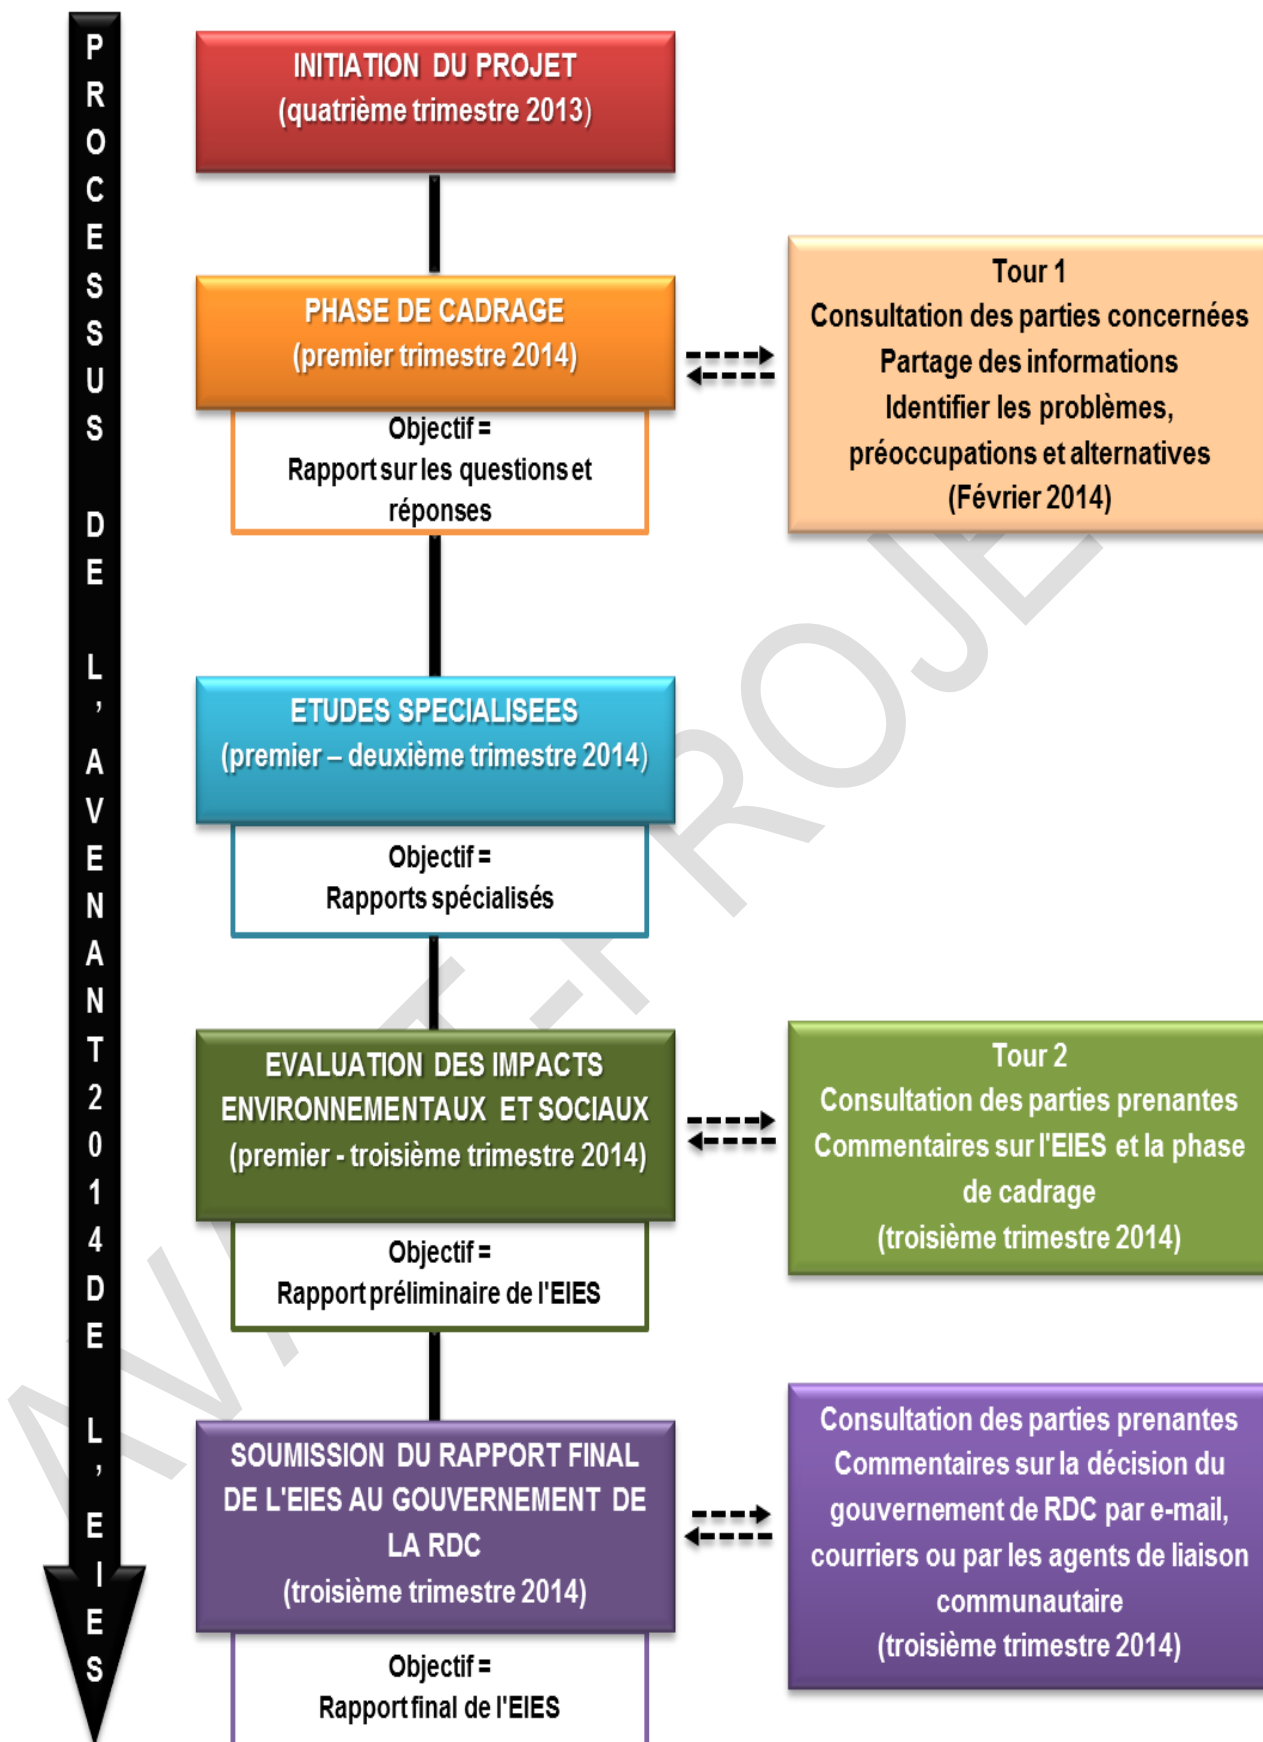 PROCESSUS DE L'AVENANT2014DE L'EIES
INITIATION DU PROJET
(quatrième trimestre 2013)
PHASE DE CADRAGE
(premier trimestre 2014)
Objectif =
Rapport sur les questions et
réponses
Tour 1
Consultation des parties concernées
Partage des informations
Identifier les problèmes,
préoccupations et alternatives
(Février 2014)
ETUDES SPECIALISEES
(premier – deuxième trimestre 2014)
Objectif =
Rapports spécialisés
EVALUATION DES IMPACTS
ENVIRONNEMENTAUX ET SOCIAUX
(premier - troisième trimestre 2014)
Objectif =
Rapport préliminaire de l'EIES
Tour 2
Consultation des parties prenantes
Commentaires sur l'EIES et la phase
de cadrage
(troisième trimestre 2014)
SOUMISSION DU RAPPORT FINAL
DE L'EIES AU GOUVERNEMENT DE
LA RDC
(troisième trimestre 2014)
Objectif =
Rapport final de l'EIES
Consultation des parties prenantes
Commentaires sur la décision du
gouvernement de RDC par e-mail,
courriers ou par les agents de liaison
communautaire
(troisième trimestre 2014)
AVANT-PROJET